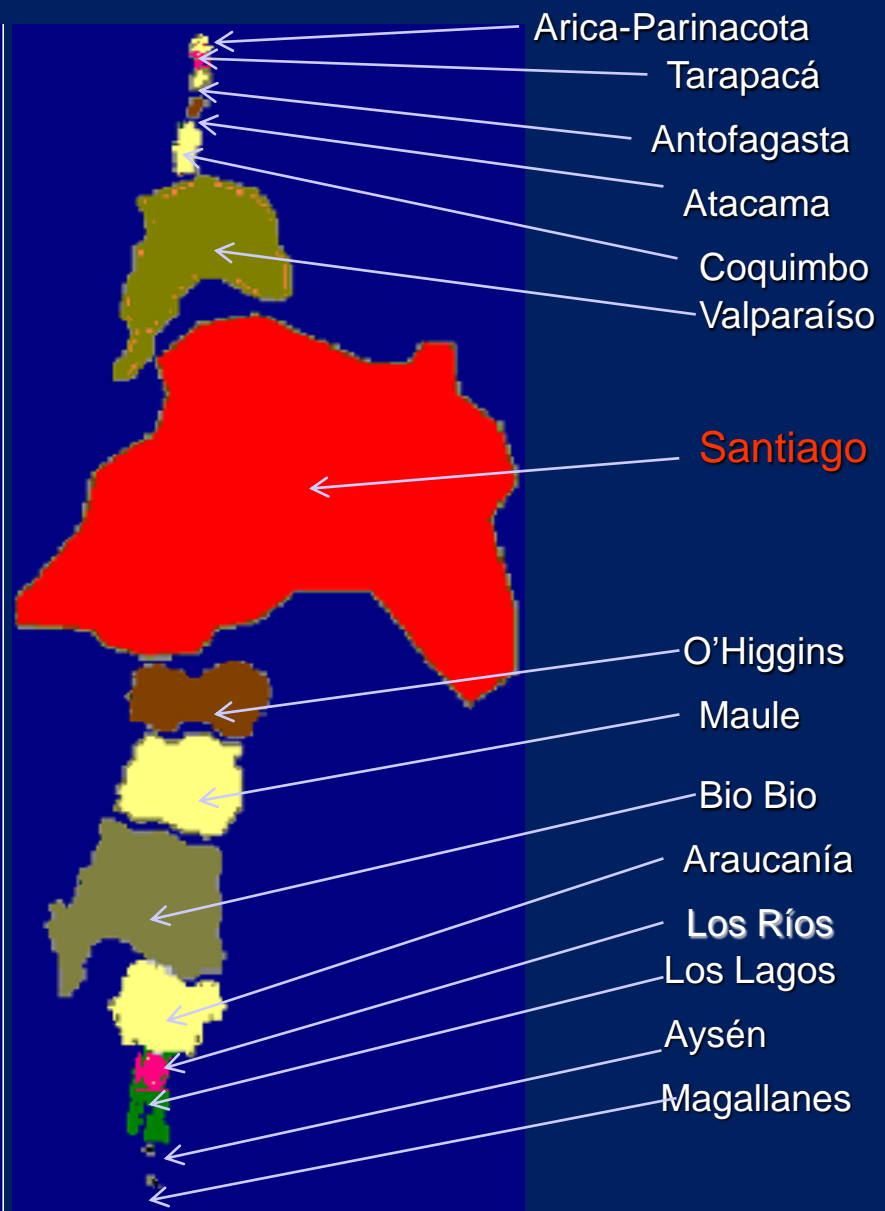 Arica-Parinacota
Tarapacá
Antofagasta
Atacama
Coquimbo
Valparaíso
Santiago
O’Higgins
Maule
Bio Bio
Araucanía
Los Ríos
Los Lagos
Aysén
Magallanes